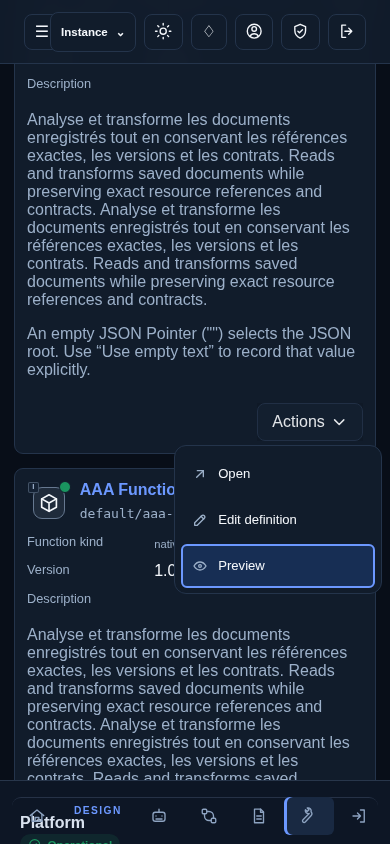 Instance
Description
Analyse et transforme les documents
enregistrés tout en conservant les références
exactes, les versions et les contrats. Reads
and transforms saved documents while
preserving exact resource references and
contracts. Analyse et transforme les
documents enregistrés tout en conservant les
références exactes, les versions et les
contrats. Reads and transforms saved
documents while preserving exact resource
references and contracts.
An empty JSON Pointer ("") selects the JSON
root. Use “Use empty text” to record that value
explicitly.
Actions
Open
Edit definition
Preview
AAA Functio
default/aaa-
Function kind
nativ
Version
1.0
Description
Analyse et transforme les documents
enregistrés tout en conservant les références
exactes, les versions et les contrats. Reads
and transforms saved documents while
preserving exact resource references and
contracts. Analyse et transforme les
documents enregistrés tout en conservant les
références exactes, les versions et les
contrats. Reads and transforms saved
DESIGN
Platform
Operational